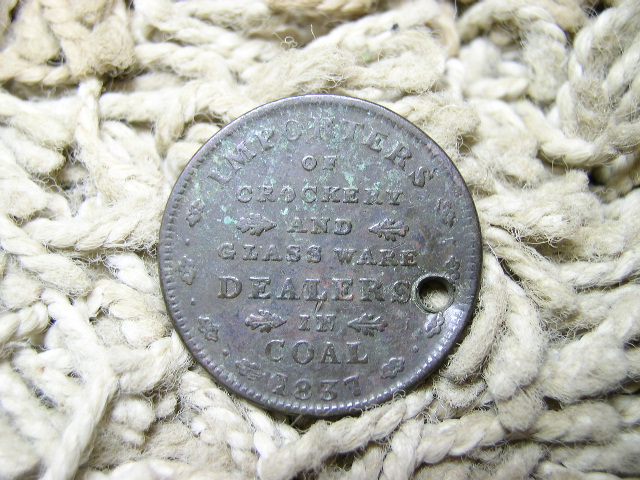 IMPORTERS
OF
CROCKERY
AND
GLASS WARE
DEALERS
IN
COAL
1837